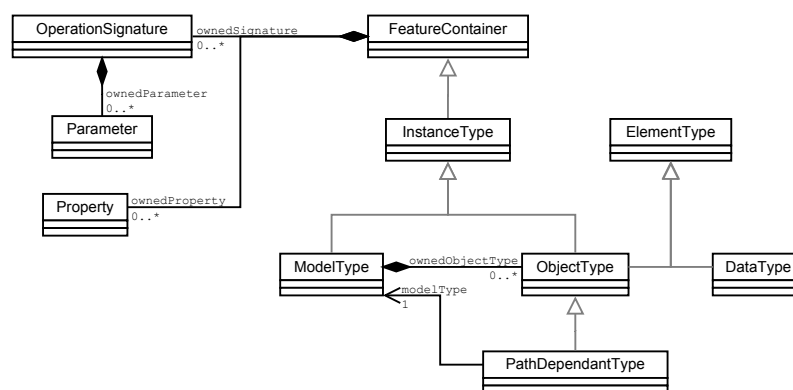 OperationSignature
ownedSignature
0..*
FeatureContainer
ownedParameter
0..*
Parameter
InstanceType
ElementType
Property
ownedProperty
0..*
ModelType
ownedObjectType
0..*
ObjectType
DataType
modelType
1
PathDependantType